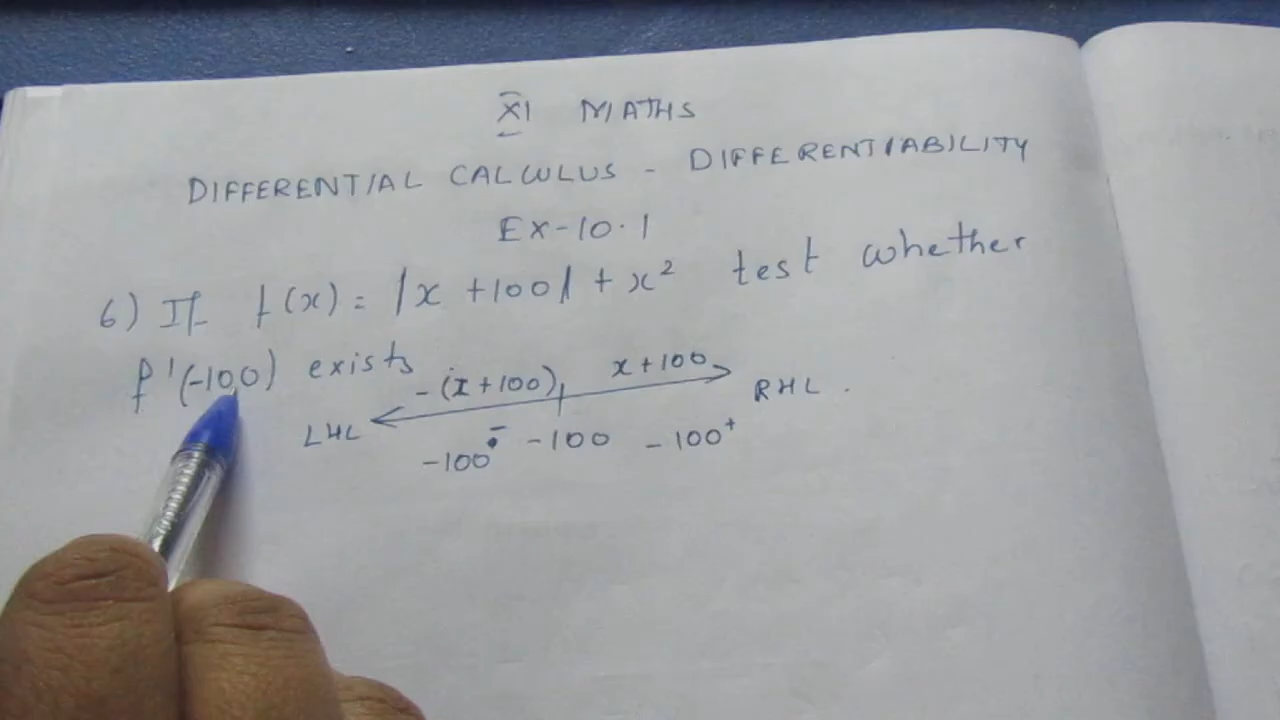 XI MATHS
DIFFERENTIAL CALCULUS - DIFFERENTIABILITY
EX-10.1
6) If f(x) = |x +100| + x² test whether
f'(-100) exists
-(x+100) x+100
LHL RHL.
-100⁻ -100 -100⁺